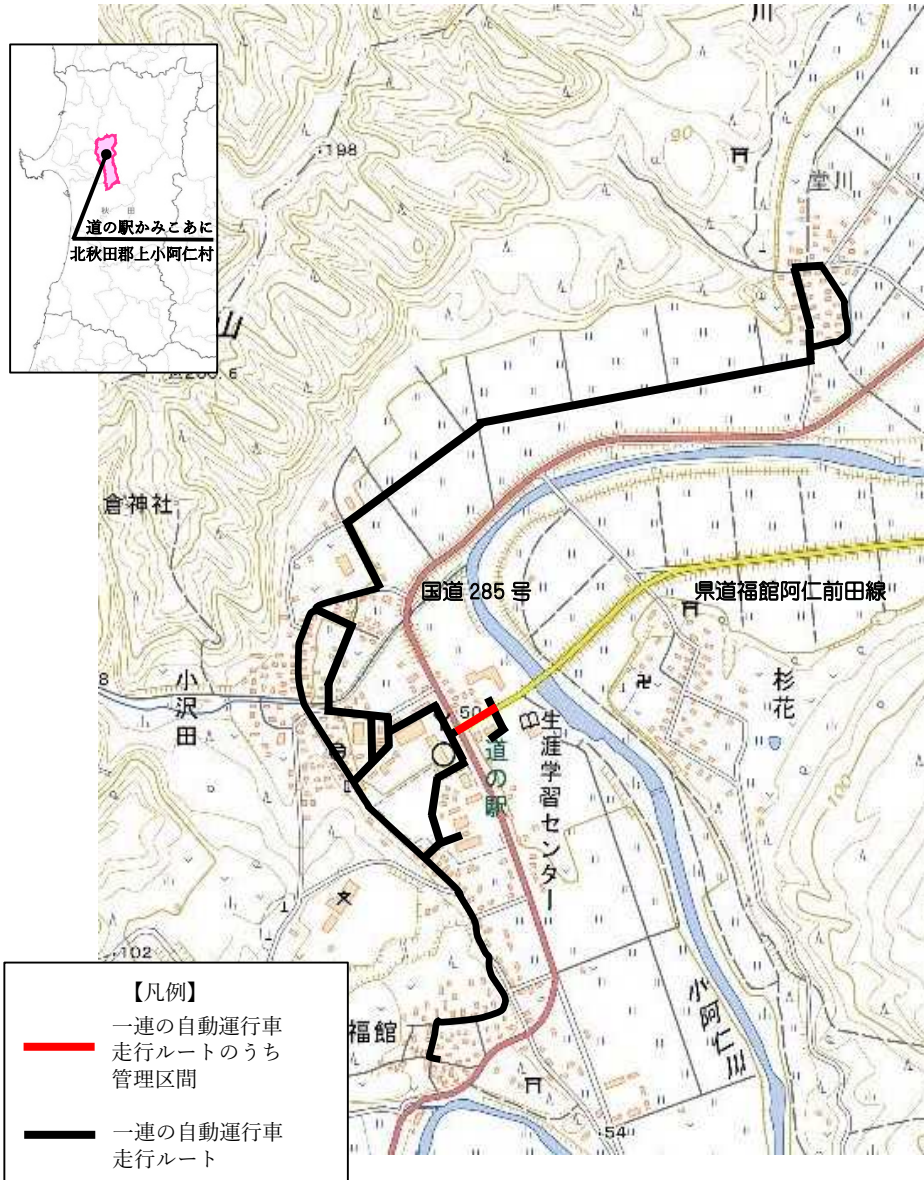 川
秋 田
道の駅かみこあに
北秋田郡上小阿仁村
198
90
堂川
山
倉神社
国道 285 号
県道福館阿仁前田線
8
小沢田
50
道の駅
生涯学習センター
杉花
100
102
福館
小阿仁川
54
【凡例】
一連の自動運行車
走行ルートのうち
管理区間
一連の自動運行車
走行ルート